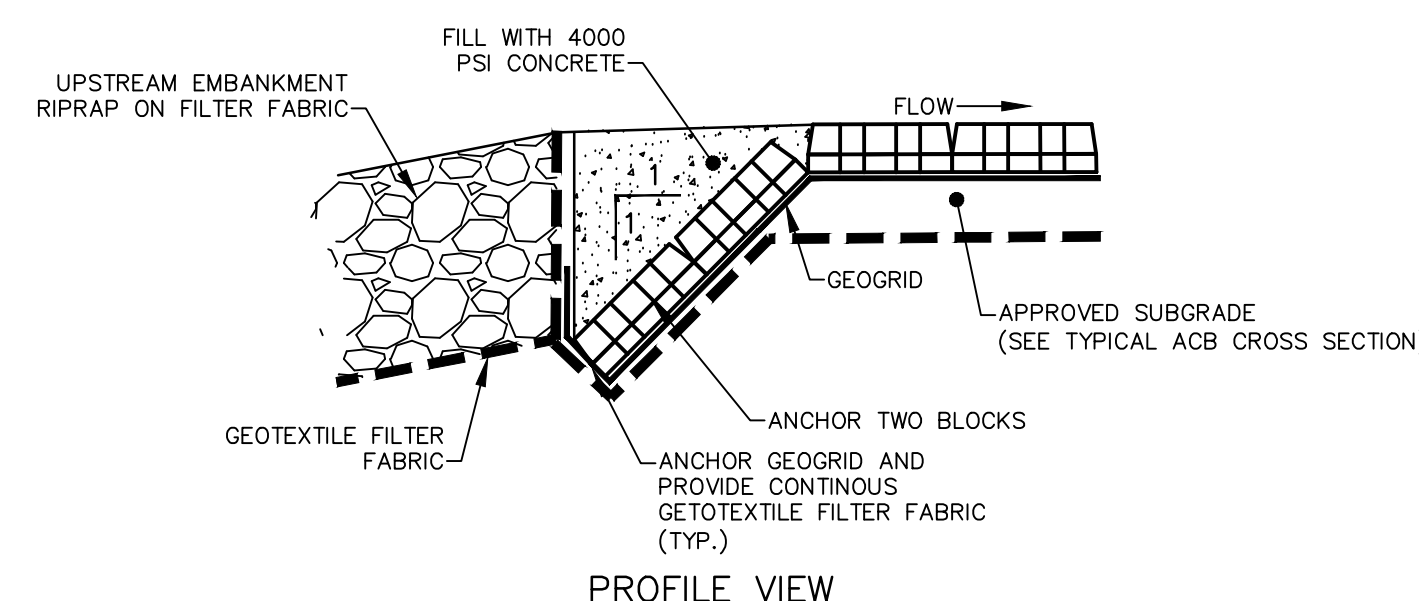 FILL WITH 4000
PSI CONCRETE
UPSTREAM EMBANKMENT
RIPRAP ON FILTER FABRIC
FLOW
1
1
GEOGRID
APPROVED SUBGRADE
(SEE TYPICAL ACB CROSS SECTION
ANCHOR TWO BLOCKS
GEOTEXTILE FILTER
FABRIC
ANCHOR GEOGRID AND
PROVIDE CONTINOUS
GETOTEXTILE FILTER FABRIC
(TYP.)
PROFILE VIEW